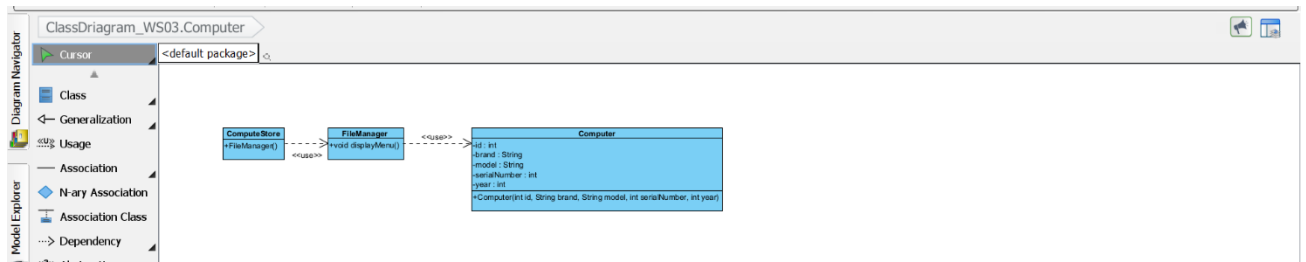 ClassDriagram_WS03.Computer
Diagram Navigator
Model Explorer
Cursor
Class
Generalization
<<U>> Usage
Association
N-ary Association
Association Class
Dependency
<default package>
ComputeStore
+FileManager()
<<use>>
FileManager
+void displayMenu()
<<use>>
Computer
-id : int
-brand : String
-model : String
-serialNumber : int
-year : int
+Computer(int id, String brand, String model, int serialNumber, int year)